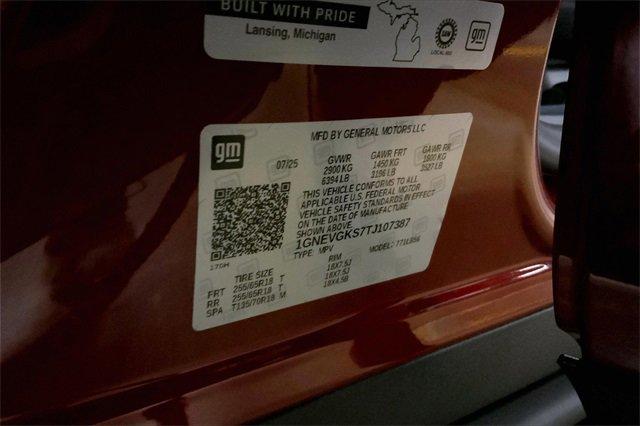 BUILT WITH PRIDE
Lansing, Michigan
gm
gm
MFD BY GENERAL MOTORS LLC
07/25
GVWR GAWR FRT GAWR RR
2900 KG 1450 KG 1600 KG
6394 LB 3196 LB 3527 LB
THIS VEHICLE CONFORMS TO ALL
APPLICABLE U.S. FEDERAL MOTOR
VEHICLE SAFETY STANDARDS IN EFFECT
ON THE DATE OF MANUFACTURE
SHOWN ABOVE.
1GNEVGKS7TJ107387
TYPE: MPV MODEL:
TIRE SIZE RIM
FRT 255/65R18 T 18X7.5J
RR 255/65R18 T 18X7.5J
SPA T135/70R18 M 18X4.5B